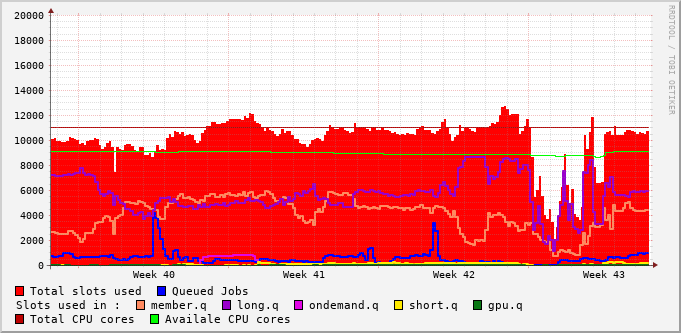 20000
18000
16000
14000
12000
10000
8000
6000
4000
2000
0
Week 40 Week 41 Week 42 Week 43
Total slots used Queued Jobs
Slots used in : member.q long.q ondemand.q short.q gpu.q
Total CPU cores Availale CPU cores
RRDTOOL / TOBI OETIKER